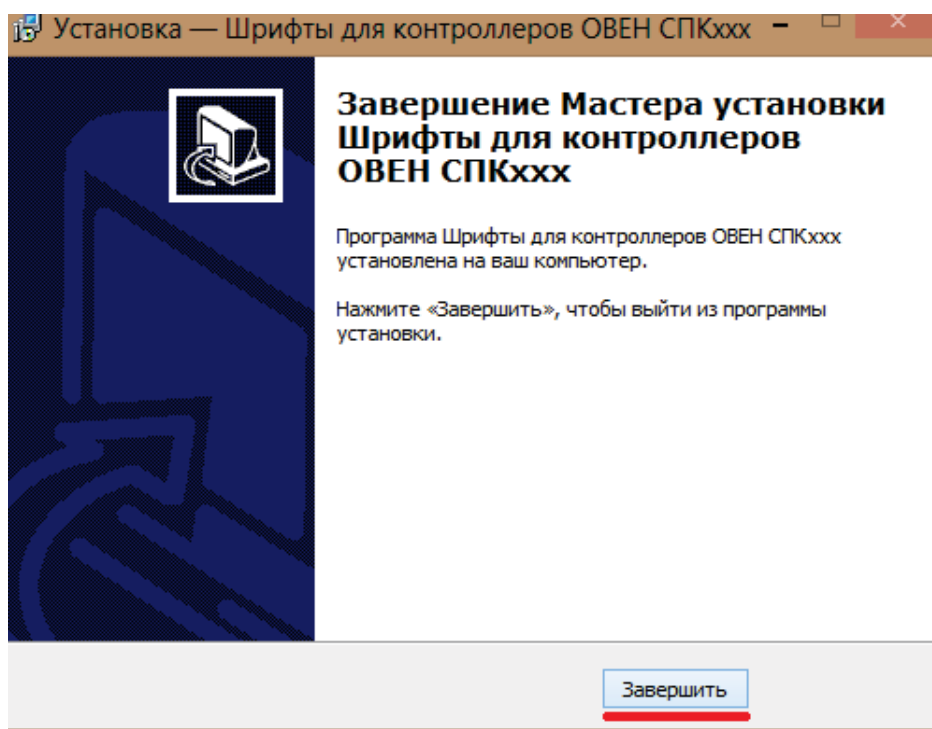 Установка — Шрифты для контроллеров ОВЕН СПКxxx
Завершение Мастера установки
Шрифты для контроллеров
ОВЕН СПКxxx
Программа Шрифты для контроллеров ОВЕН СПКxxx
установлена на ваш компьютер.
Нажмите «Завершить», чтобы выйти из программы
установки.
Завершить